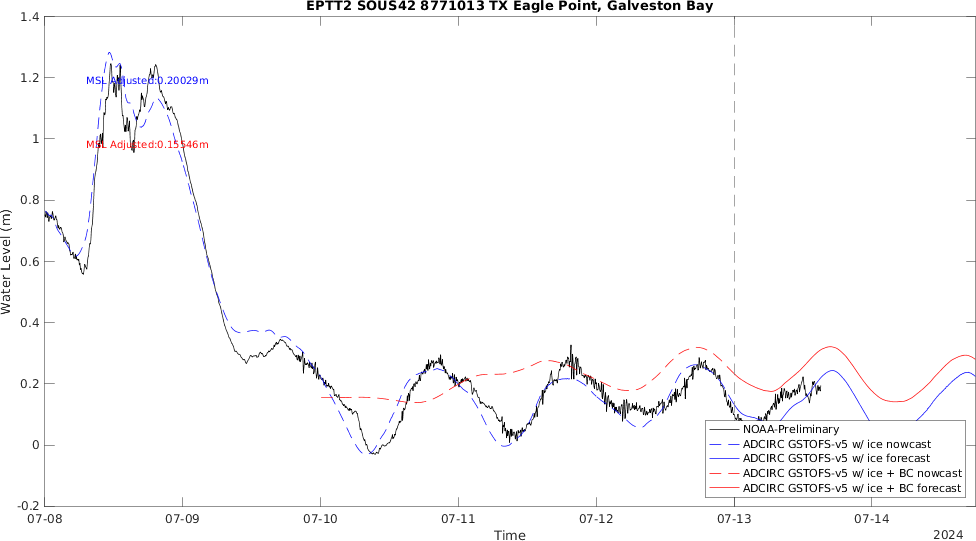 EPTT2 SOUS42 8771013 TX Eagle Point, Galveston Bay
1.4
1.2
1
0.8
0.6
0.4
0.2
0
-0.2
Water Level (m)
MSL Adjusted:0.20029m
MSL Adjusted:0.15546m
NOAA-Preliminary
ADCIRC GSTOFS-v5 w/ ice nowcast
ADCIRC GSTOFS-v5 w/ ice forecast
ADCIRC GSTOFS-v5 w/ ice + BC nowcast
ADCIRC GSTOFS-v5 w/ ice + BC forecast
07-08 07-09 07-10 07-11 07-12 07-13 07-14
Time
2024